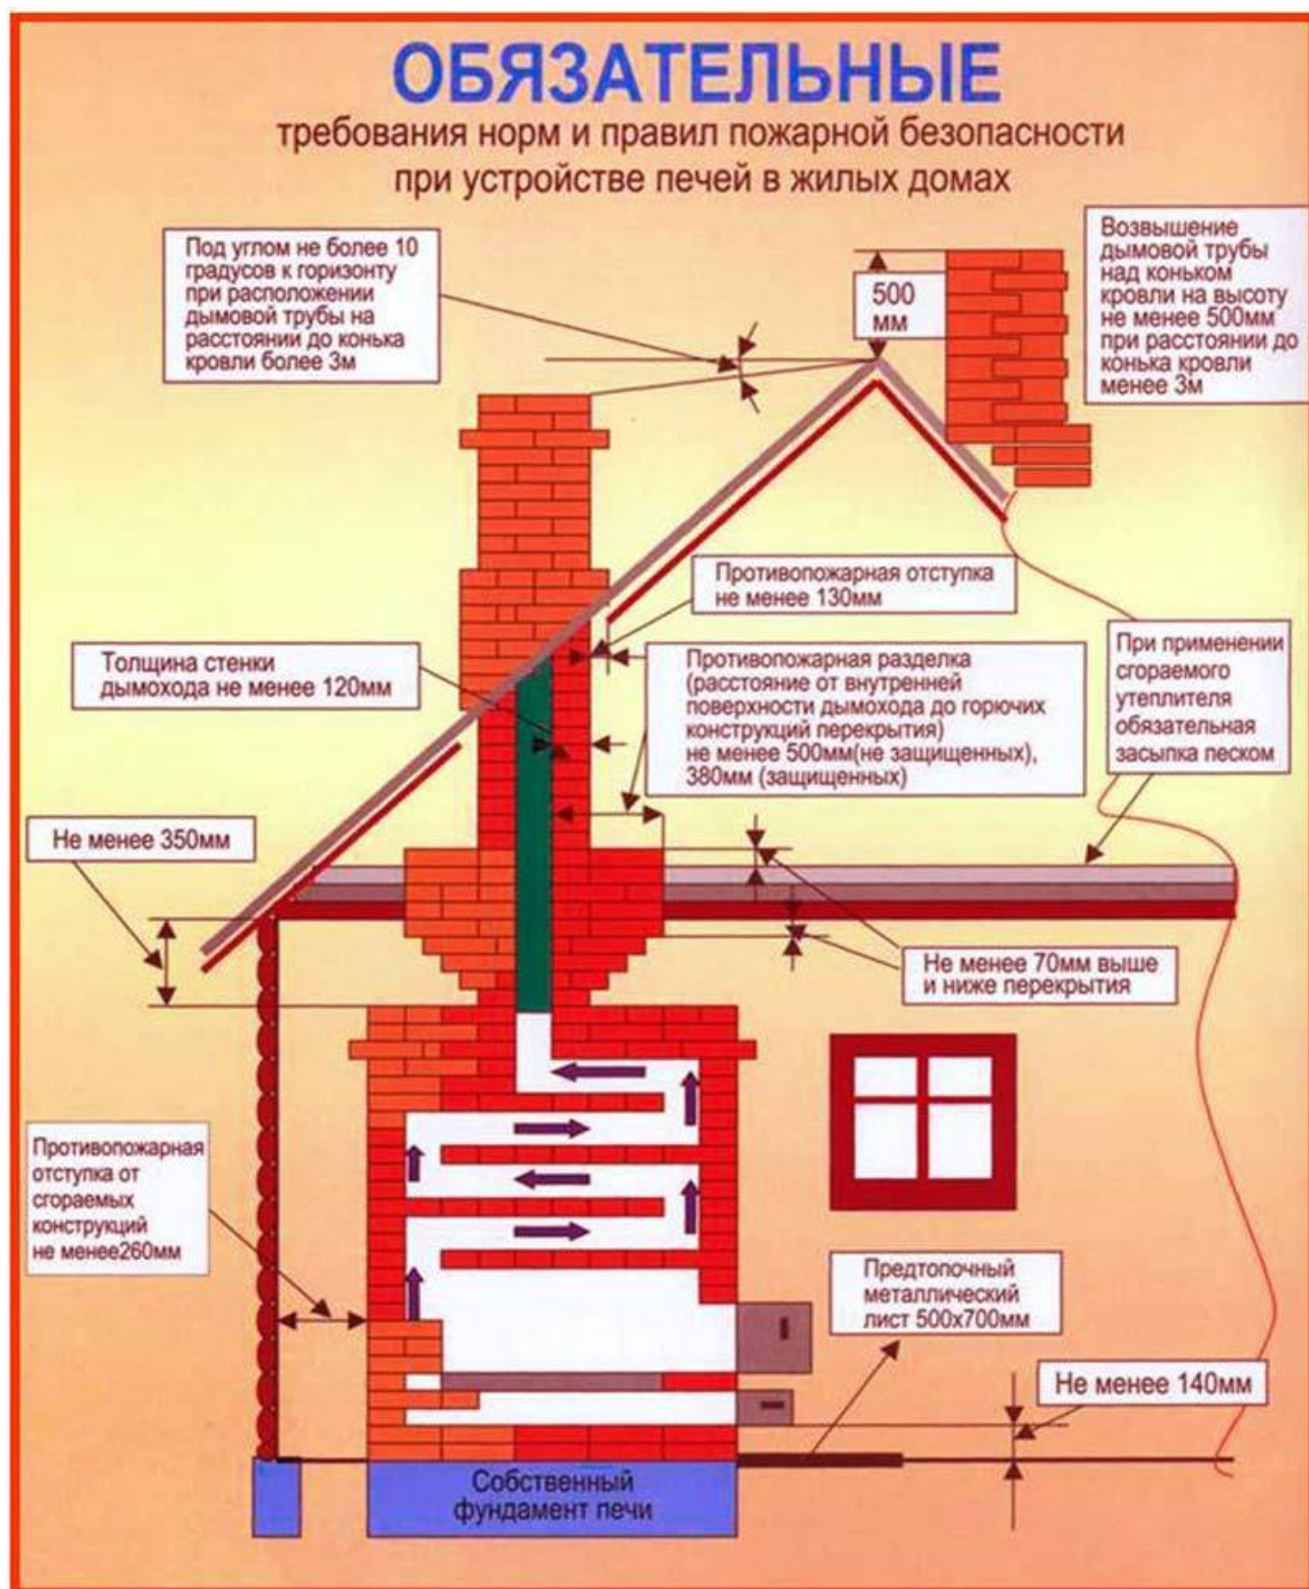 ОБЯЗАТЕЛЬНЫЕ
требования норм и правил пожарной безопасности
при устройстве печей в жилых домах
Под углом не более 10
градусов к горизонту
при расположении
дымовой трубы на
расстоянии до конька
кровли более 3м
500
мм
Возвышение
дымовой трубы
над коньком
кровли на высоту
не менее 500мм
при расстоянии до
конька кровли
менее 3м
Противопожарная отступка
не менее 130мм
Толщина стенки
дымохода не менее 120мм
Противопожарная разделка
(расстояние от внутренней
поверхности дымохода до горючих
конструкций перекрытия)
не менее 500мм(не защищенных),
380мм (защищенных)
При применении
сгораемого
утеплителя
обязательная
засыпка песком
Не менее 350мм
Не менее 70мм выше
и ниже перекрытия
Противопожарная
отступка от
сгораемых
конструкций
не менее260мм
Предтопочный
металлический
лист 500х700мм
Не менее 140мм
Собственный
фундамент печи